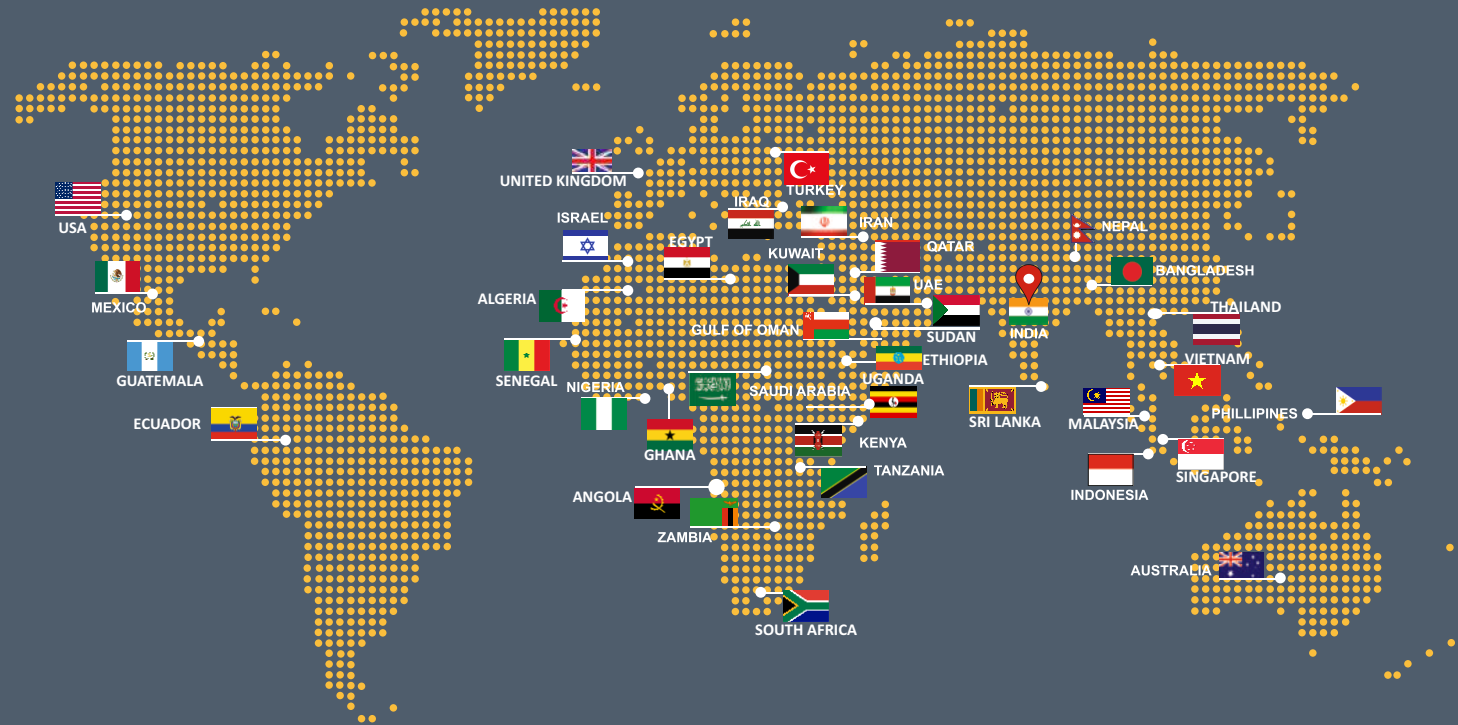 UNITED KINGDOM
TURKEY
IRAQ
USA
ISRAEL
IRAN
NEPAL
EGYPT
QATAR
KUWAIT
BANGLADESH
UAE
MEXICO
ALGERIA
THAILAND
GULF OF OMAN
SUDAN
INDIA
ETHIOPIA
VIETNAM
GUATEMALA
SENEGAL
UGANDA
NIGERIA
SAUDI ARABIA
PHILLIPINES
SRI LANKA
MALAYSIA
ECUADOR
KENYA
GHANA
TANZANIA
SINGAPORE
INDONESIA
ANGOLA
ZAMBIA
AUSTRALIA
SOUTH AFRICA